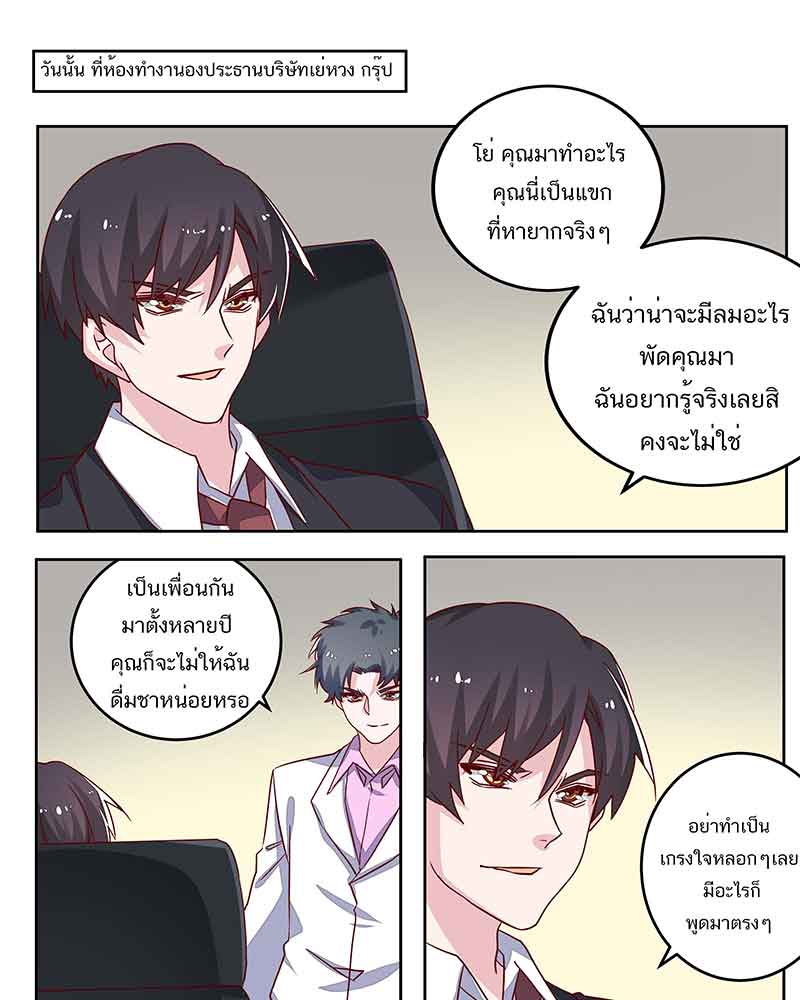 วันนั้น ที่ห้องทำงานองประธานบริษัทเย่หวง กรุ๊ป
โย่ คุณมาทำอะไร
คุณนี่เป็นแขก
ที่หายากจริงๆ
ฉันว่าน่าจะมีลมอะไร
พัดคุณมา
ฉันอยากรู้จริงเลยสิ
คงจะไม่ใช่
เป็นเพื่อนกัน
มาตั้งหลายปี
คุณก็จะไม่ให้ฉัน
ดื่มชาหน่อยหรอ
อย่าทำเป็น
เกรงใจหลอกๆเลย
มีอะไรก็
พูดมาตรงๆ